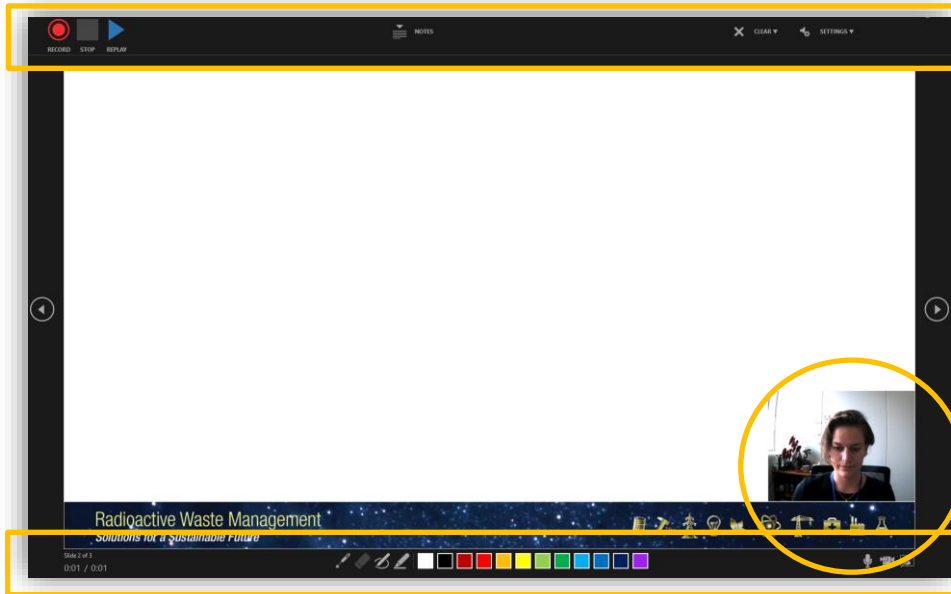 RECORD STOP REPLAY
NOTES
CLEAR
SETTINGS
Radioactive Waste Management
Solutions for a Sustainable Future
Slide 2 of 3
0:01 / 0:01